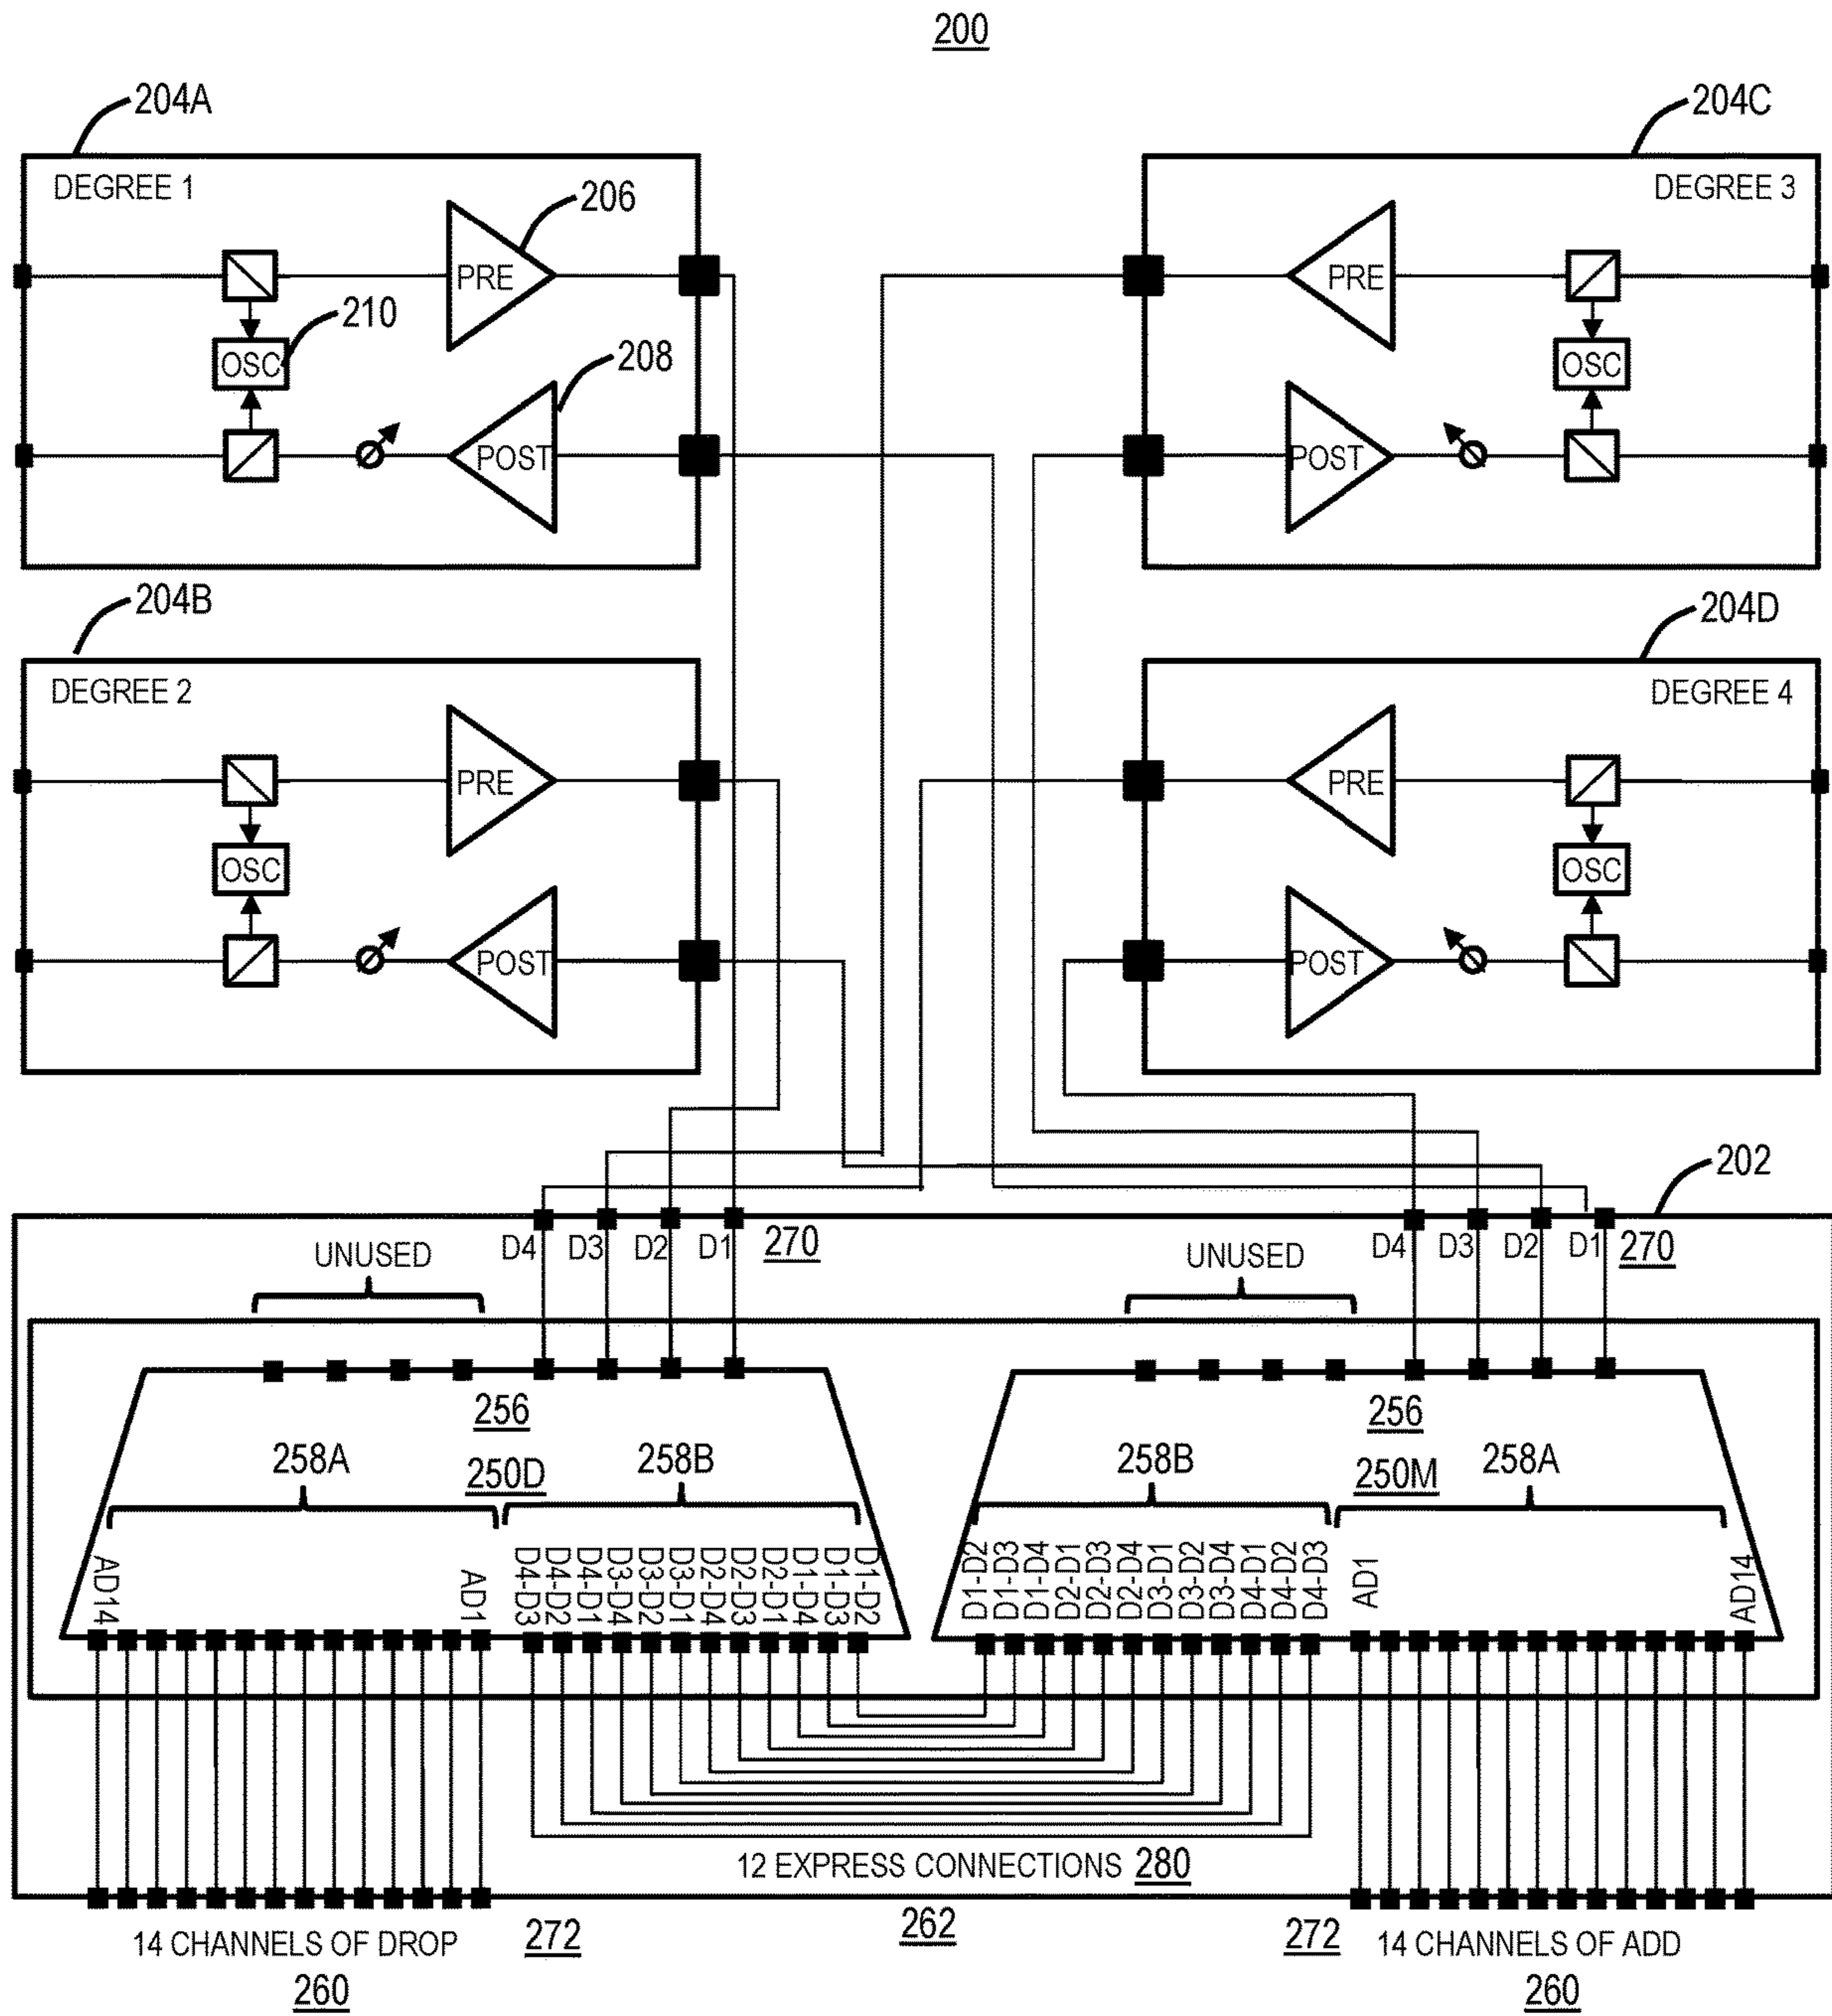 200
204A
204C
DEGREE 1
DEGREE 3
206
PRE
PRE
210
OSC
OSC
208
POST
POST
204B
204D
DEGREE 2
DEGREE 4
PRE
PRE
OSC
OSC
POST
POST
202
D4 D3 D2 D1 270
D4 D3 D2 D1 270
UNUSED
UNUSED
256
256
258A
250D
258B
258B
250M
258A
AD14
AD1
D4-D3
D4-D2
D4-D1
D3-D4
D3-D2
D3-D1
D2-D4
D2-D3
D2-D1
D1-D4
D1-D3
D1-D2
D1-D2
D1-D3
D1-D4
D2-D1
D2-D3
D2-D4
D3-D1
D3-D2
D3-D4
D4-D1
D4-D2
D4-D3
AD1
AD14
12 EXPRESS CONNECTIONS 280
14 CHANNELS OF DROP
272
262
272
14 CHANNELS OF ADD
260
260